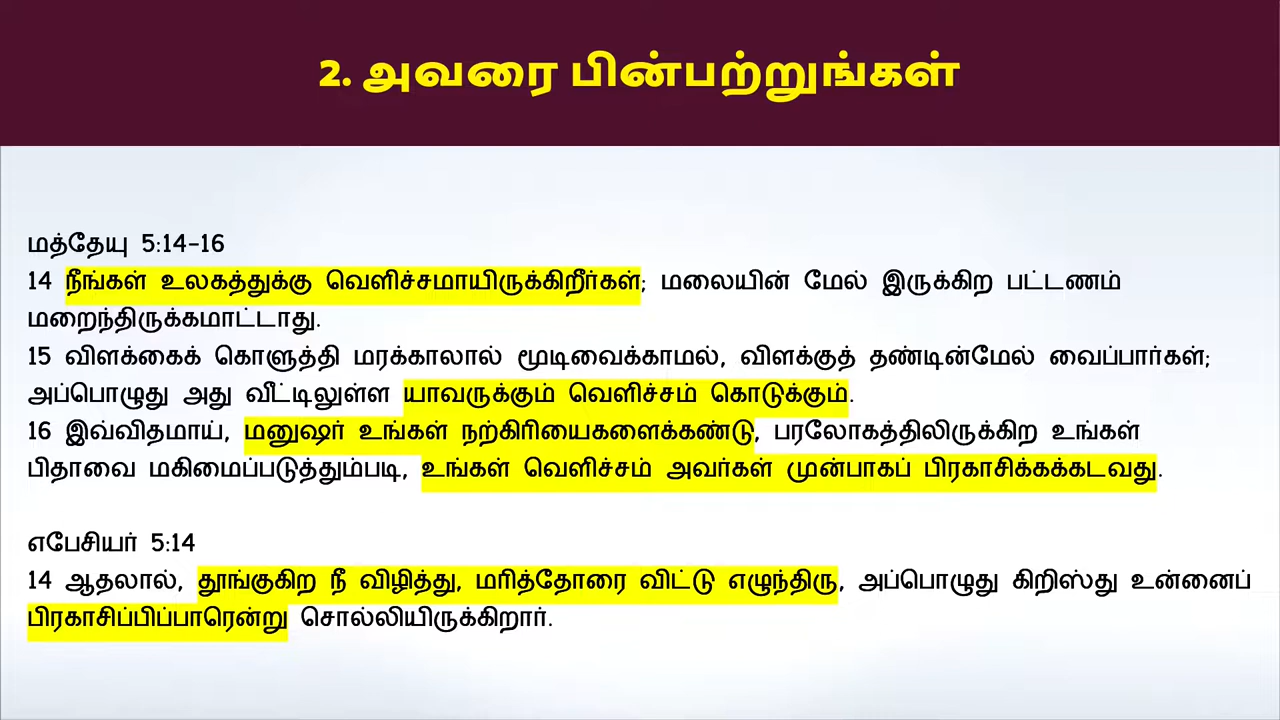 2. அவரை பின்பற்றுங்கள்
மத்தேயு 5:14-16
14 நீங்கள் உலகத்துக்கு வெளிச்சமாயிருக்கிறீர்கள்; மலையின் மேல் இருக்கிற பட்டணம்
மறைந்திருக்கமாட்டாது.
15 விளக்கைக் கொளுத்தி மரக்காலால் மூடிவைக்காமல், விளக்குத் தண்டின்மேல் வைப்பார்கள்;
அப்பொழுது அது வீட்டிலுள்ள யாவருக்கும் வெளிச்சம் கொடுக்கும்.
16 இவ்விதமாய், மனுஷர் உங்கள் நற்கிரியைகளைக்கண்டு, பரலோகத்திலிருக்கிற உங்கள்
பிதாவை மகிமைப்படுத்தும்படி, உங்கள் வெளிச்சம் அவர்கள் முன்பாகப் பிரகாசிக்கக்கடவது.
எபேசியர் 5:14
14 ஆதலால், தூங்குகிற நீ விழித்து, மரித்தோரை விட்டு எழுந்திரு, அப்பொழுது கிறிஸ்து உன்னைப்
பிரகாசிப்பிப்பாரென்று சொல்லியிருக்கிறார்.